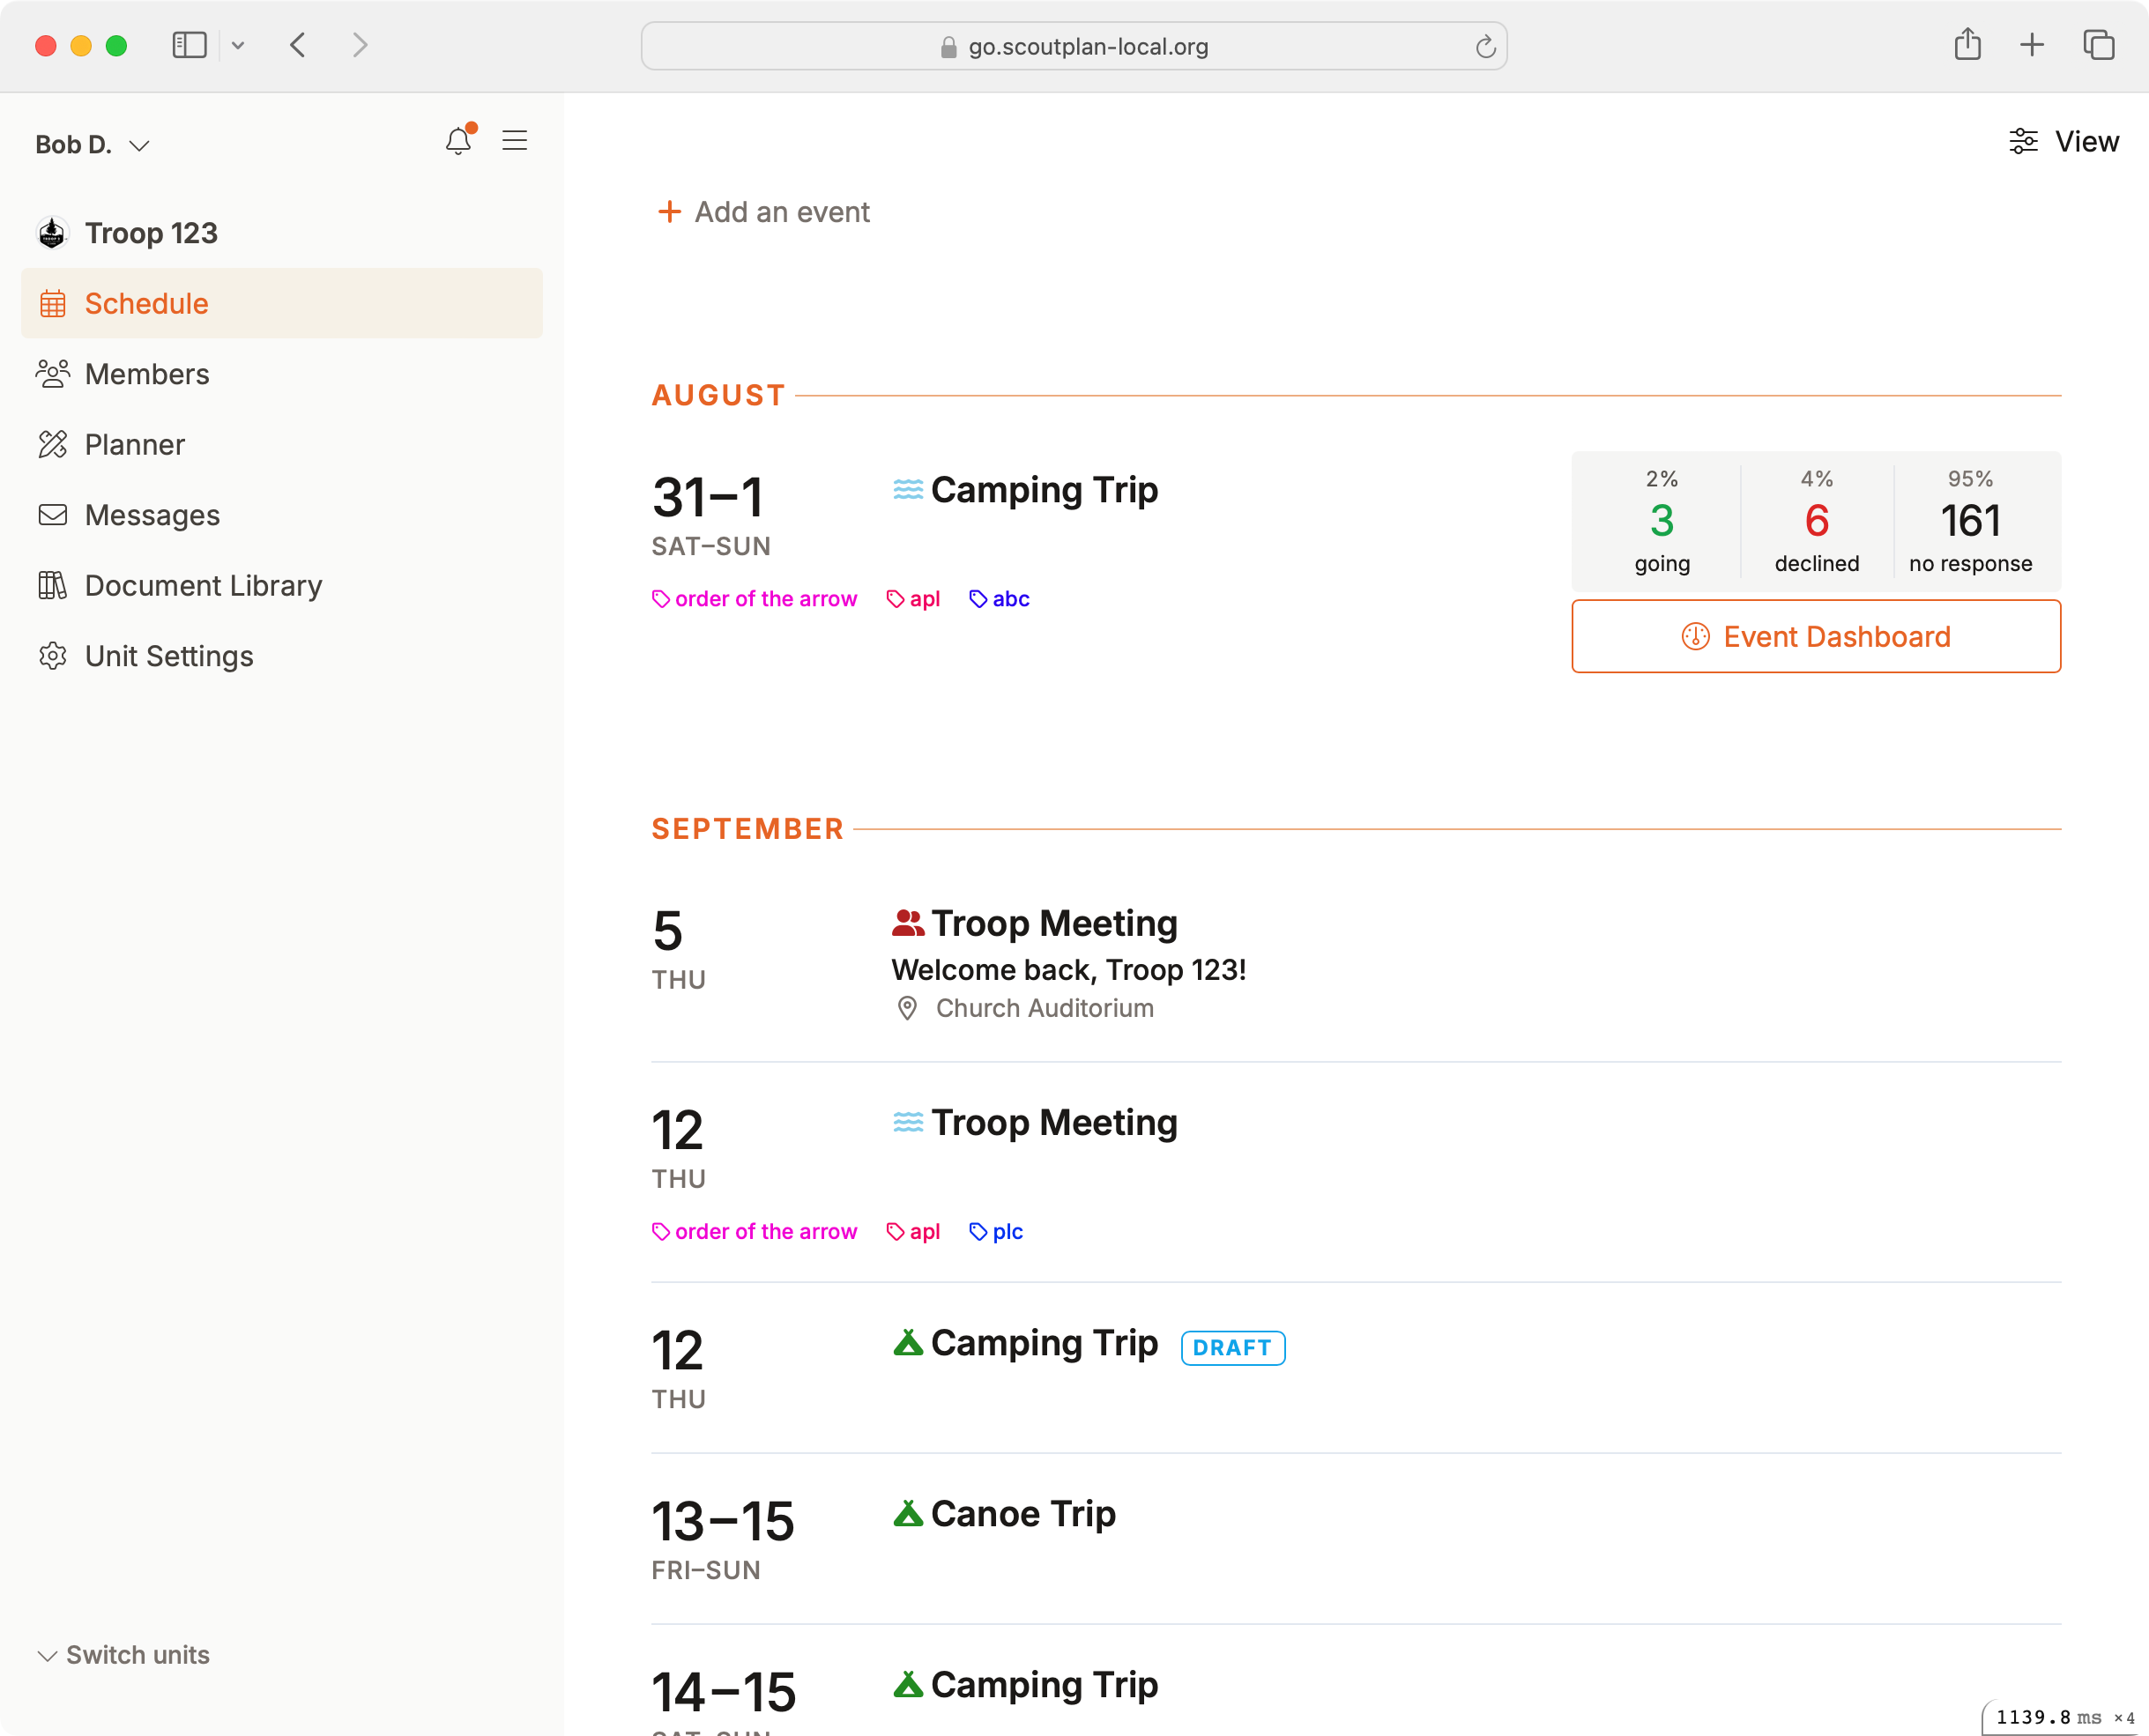 go.scoutplan-local.org
Bob D.
Troop 123
Schedule
Members
Planner
Messages
Document Library
Unit Settings
Switch units
View
Add an event
AUGUST
31–1
SAT–SUN
Camping Trip
order of the arrow apl abc
2% 4% 95%
3 6 161
going declined no response
Event Dashboard
SEPTEMBER
5
THU
Troop Meeting
Welcome back, Troop 123!
Church Auditorium
12
THU
Troop Meeting
order of the arrow apl plc
12
THU
Camping Trip DRAFT
13–15
FRI–SUN
Canoe Trip
14–15
SAT–SUN
Camping Trip
1139.8 ms ×4